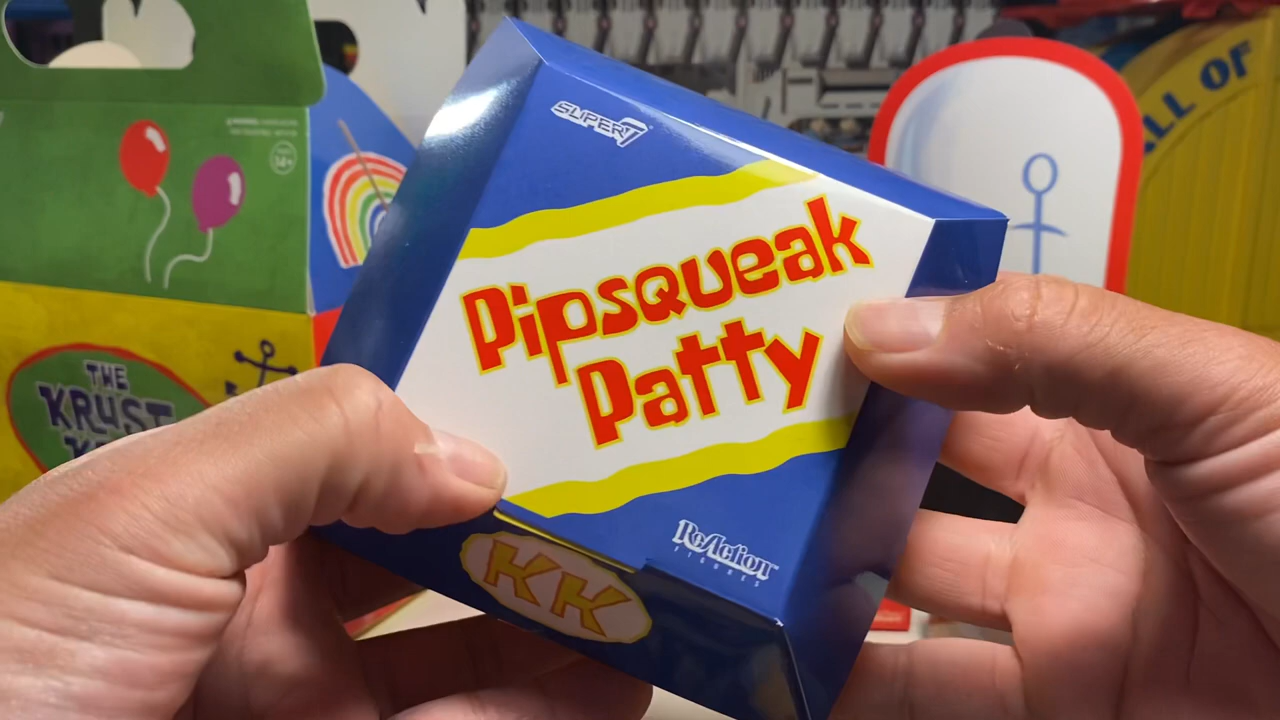 SUPER7
Pipsqueak
Patty
ReAction
FIGURES
KK
THE
KRUST
14+
ALL OF